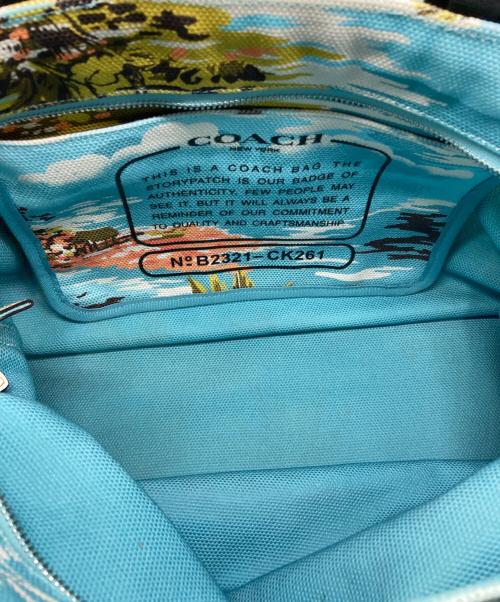 COACH
NEW YORK
THIS IS A COACH BAG THE
STORYPATCH IS OUR BADGE OF
AUTHENTICITY. FEW PEOPLE MAY
SEE IT, BUT IT WILL ALWAYS BE A
REMINDER OF OUR COMMITMENT
TO QUALITY AND CRAFTSMANSHIP
Nº B2321-CK261